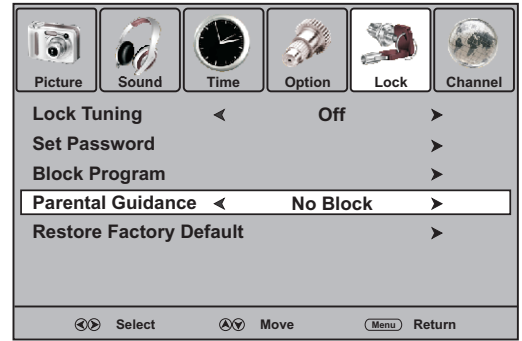 Picture Sound Time Option Lock Channel
Lock Tuning Off
Set Password
Block Program
Parental Guidance No Block
Restore Factory Default
Select Move Menu Return